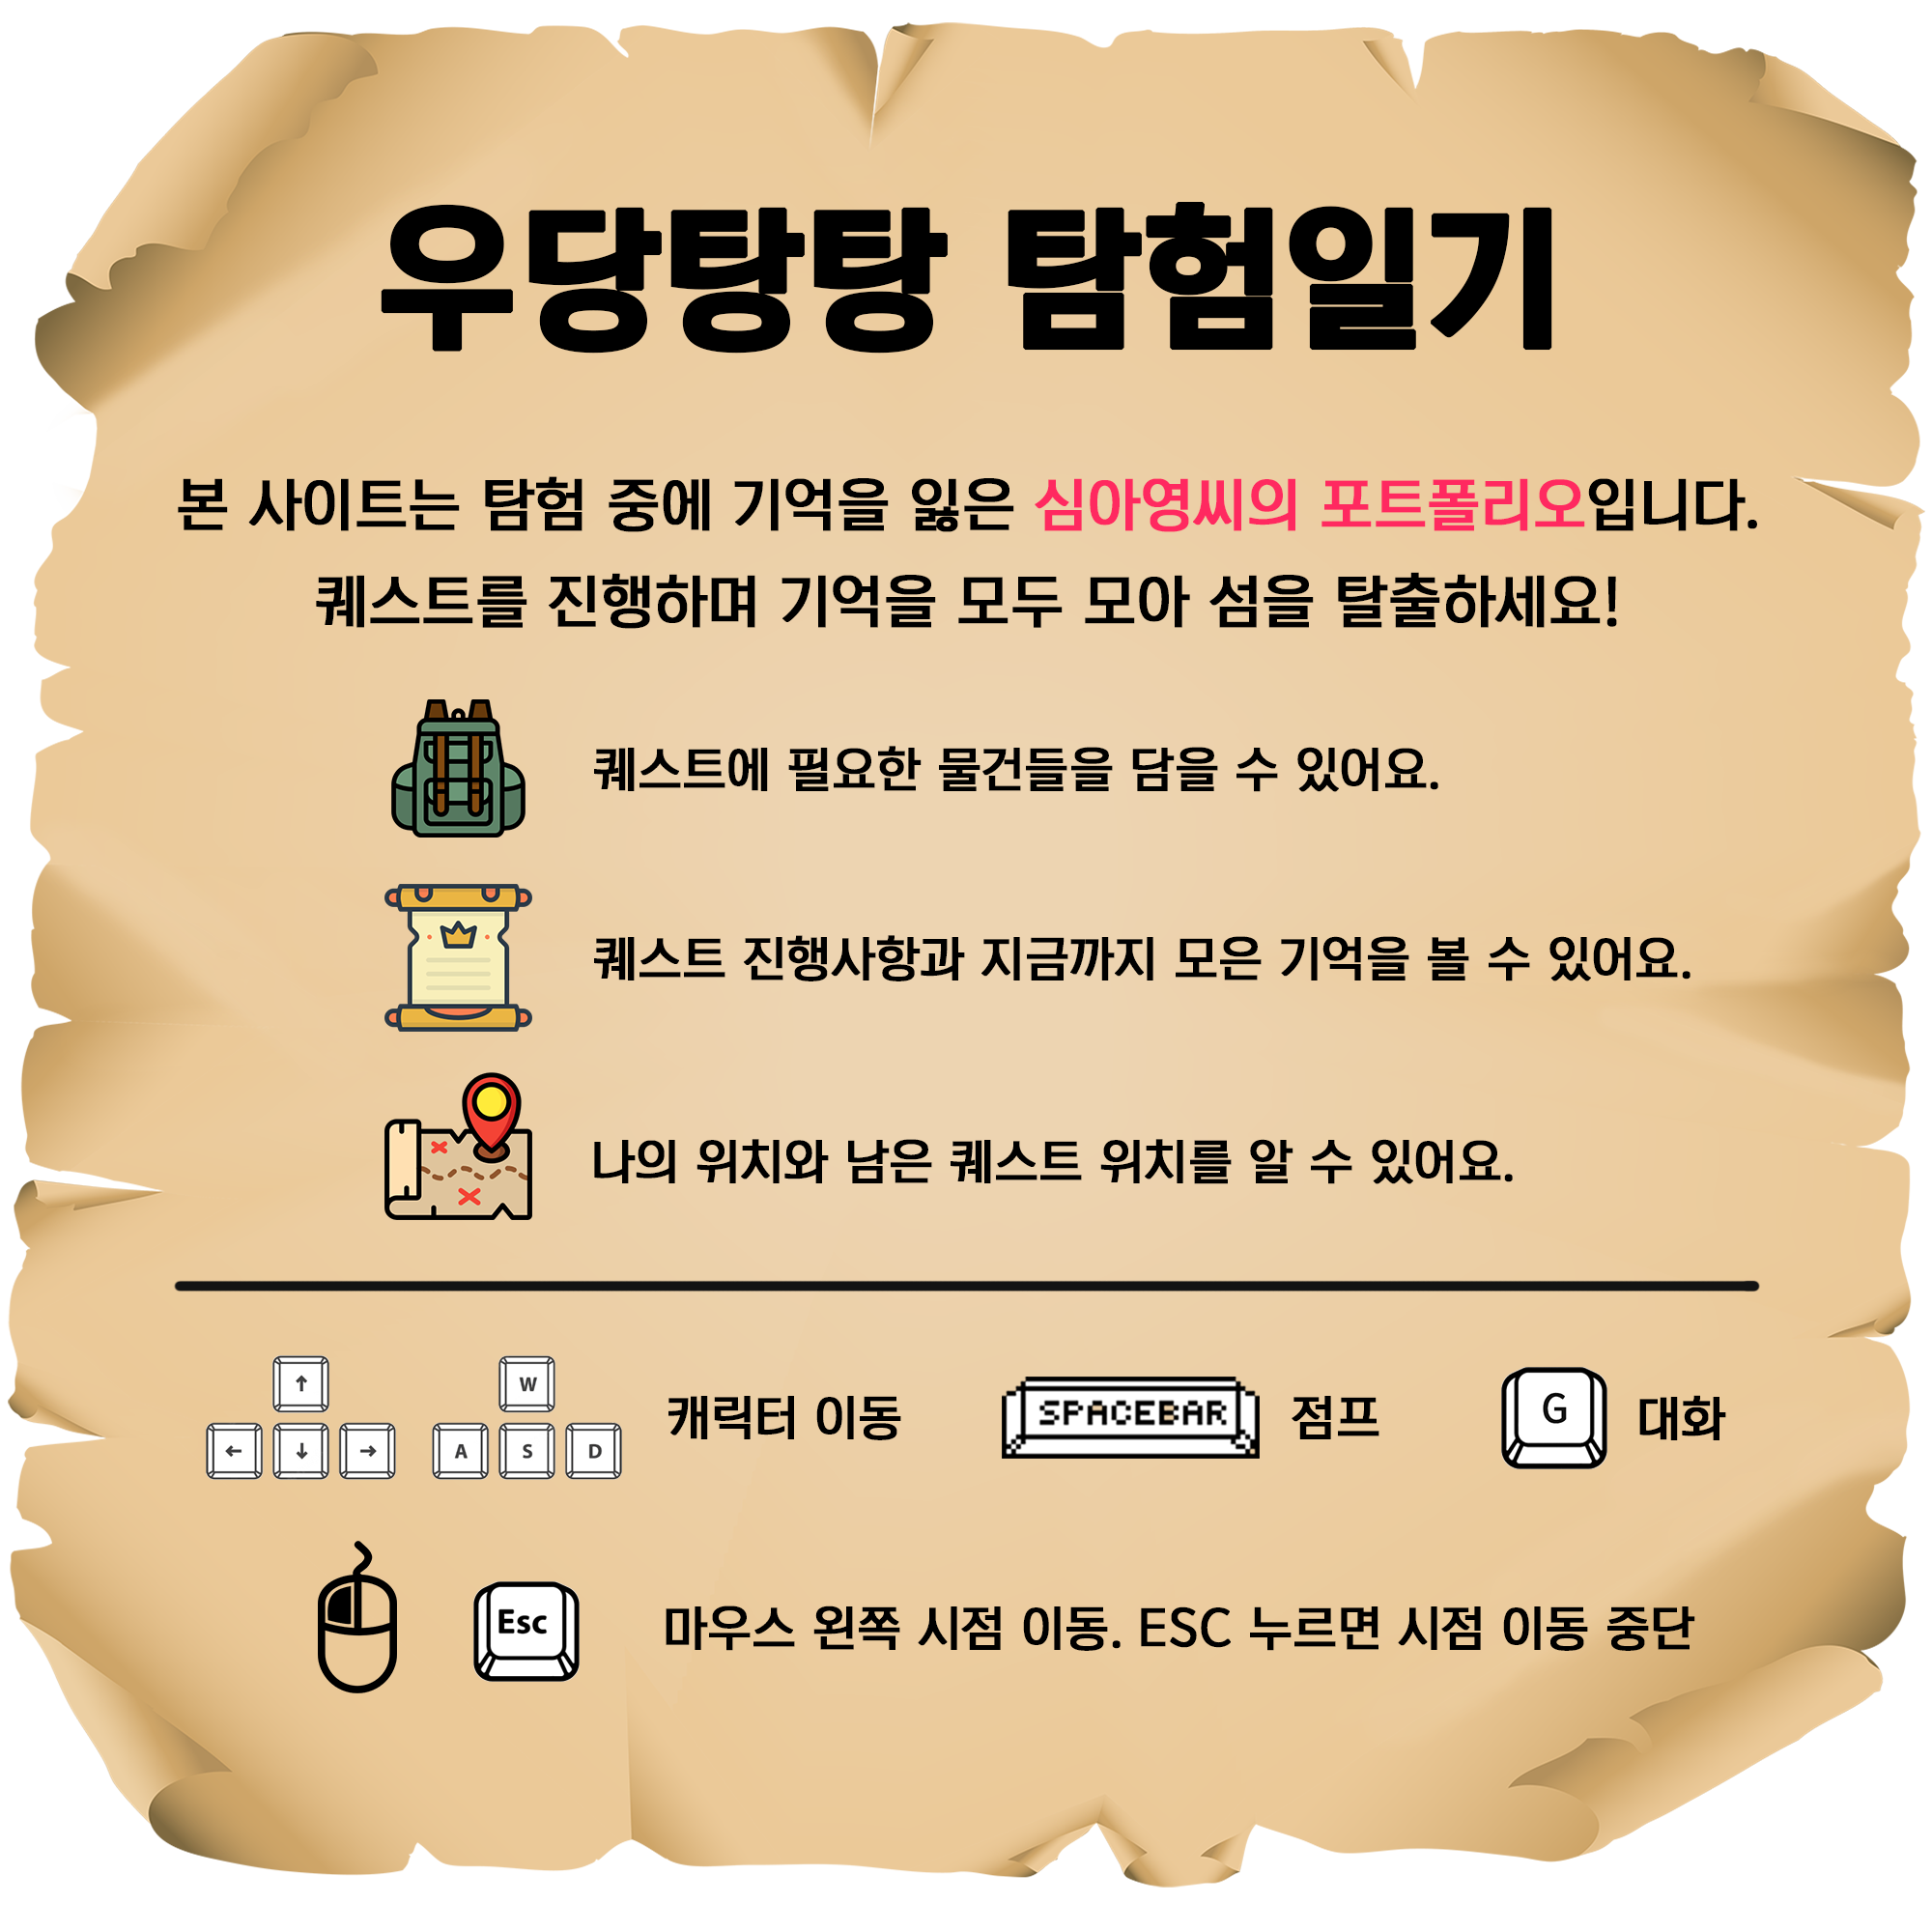 우당탕탕 탐험일기
본 사이트는 탐험 중에 기억을 잃은 심아영씨의 포트폴리오입니다.
퀘스트를 진행하며 기억을 모두 모아 섬을 탈출하세요!
퀘스트에 필요한 물건들을 담을 수 있어요.
퀘스트 진행사항과 지금까지 모은 기억을 볼 수 있어요.
나의 위치와 남은 퀘스트 위치를 알 수 있어요.
↑ W
← ↓ → A S D 캐릭터 이동 SPACEBAR 점프 G 대화
Esc 마우스 왼쪽 시점 이동. ESC 누르면 시점 이동 중단